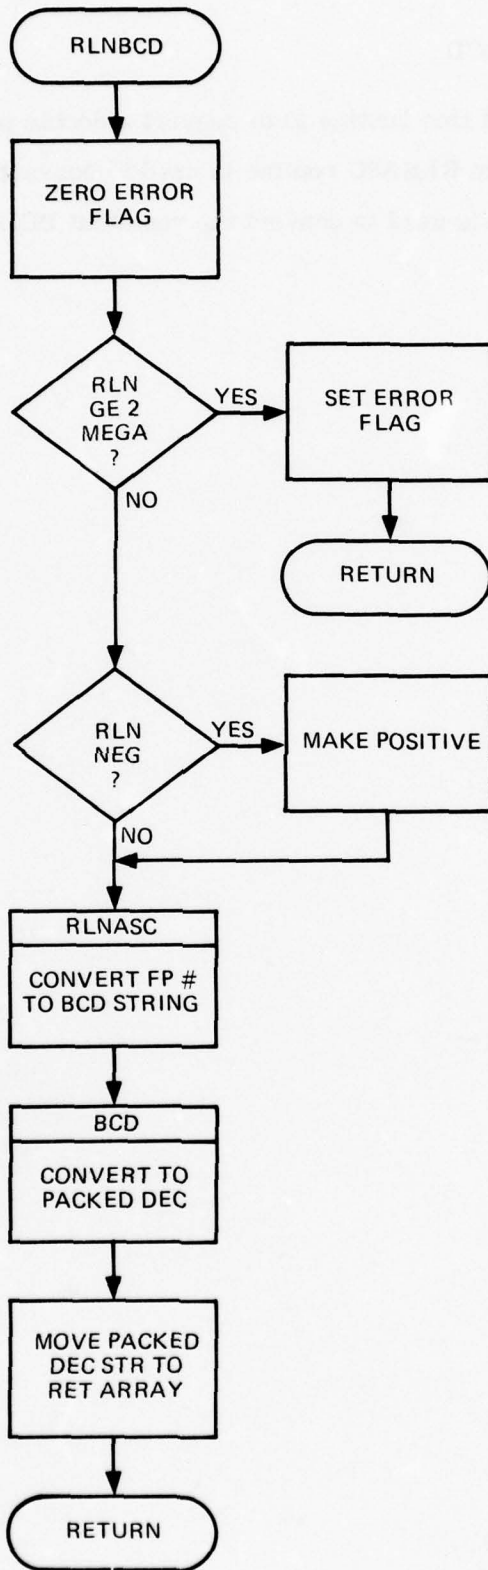 RLNBCD
ZERO ERROR
FLAG
RLN
GE 2
MEGA
?
YES
NO
SET ERROR
FLAG
RETURN
RLN
NEG
?
YES
NO
MAKE POSITIVE
RLNASC
CONVERT FP #
TO BCD STRING
BCD
CONVERT TO
PACKED DEC
MOVE PACKED
DEC STR TO
RET ARRAY
RETURN